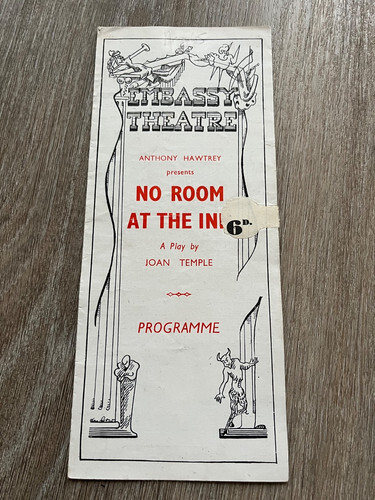 EMBASSY
THEATRE
ANTHONY HAWTREY
presents
NO ROOM
AT THE IN
6D.
A Play by
JOAN TEMPLE
PROGRAMME